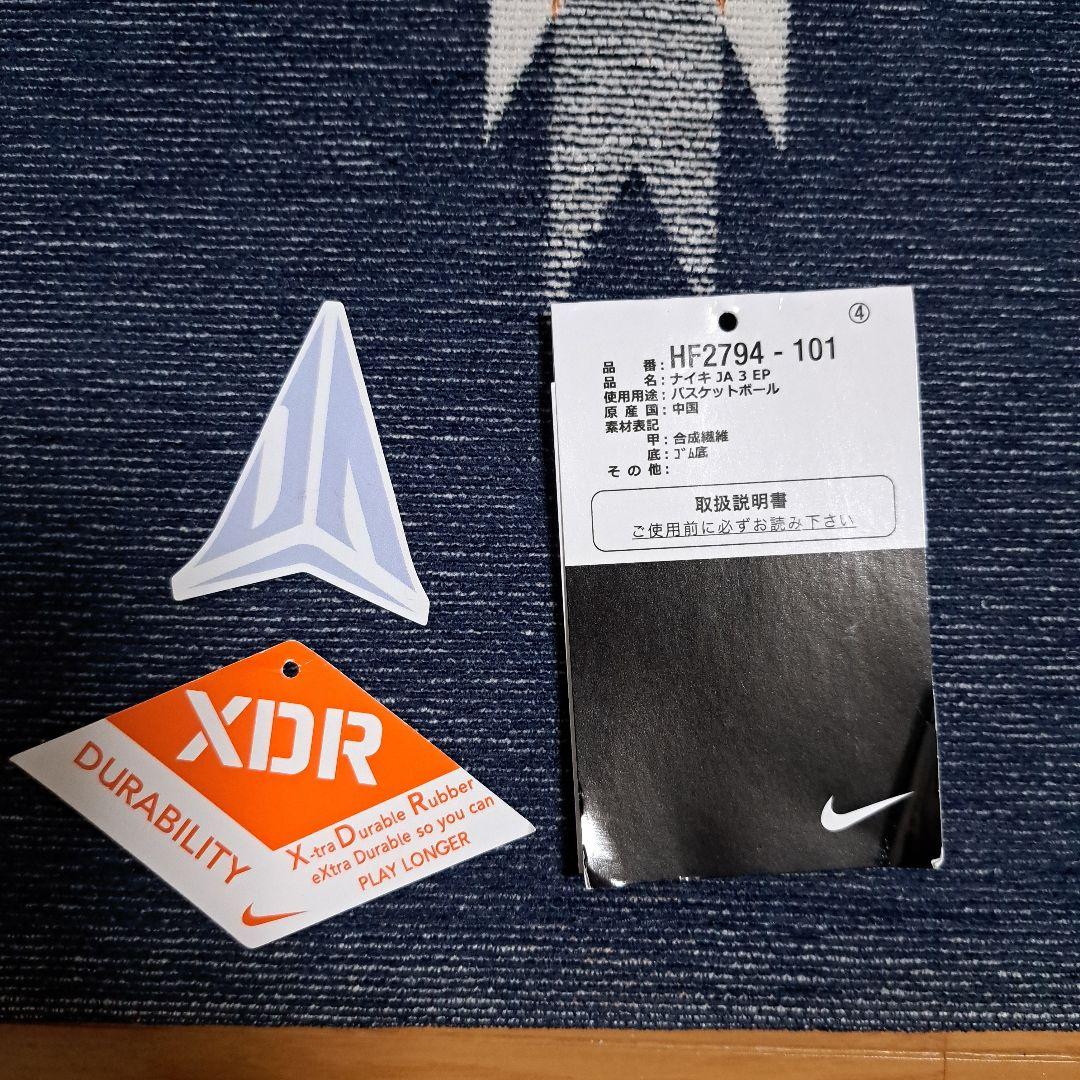 ④
品 番 : HF2794 - 101
品 名 : ナイキ JA 3 EP
使用用途 : バスケットボール
原 産 国 : 中国
素材表記
甲 : 合成繊維
底 : ｺﾞﾑ底
そ の 他 :
取扱説明書
ご使用前に必ずお読み下さい
JA
XDR
DURABILITY
X-tra Durable Rubber
eXtra Durable so you can
PLAY LONGER